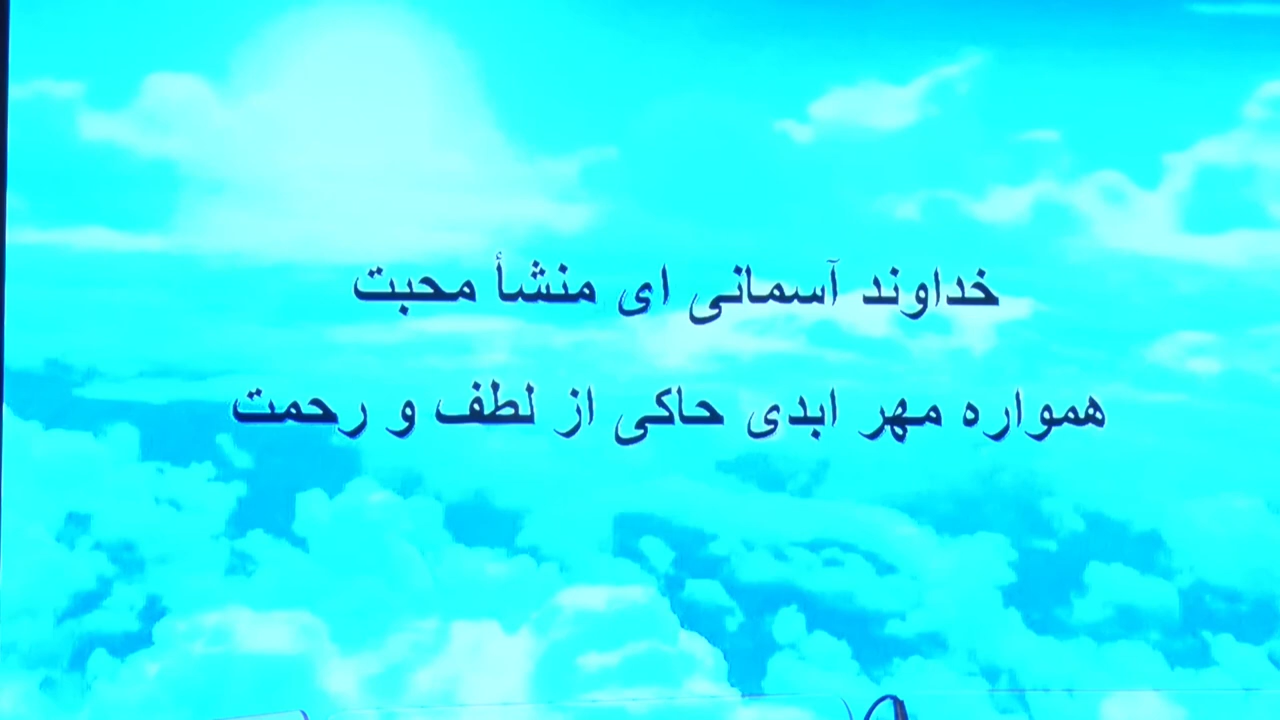 خداوند آسمانی ای منشأ محبت
همواره مهر ابدی حاکی از لطف و رحمت